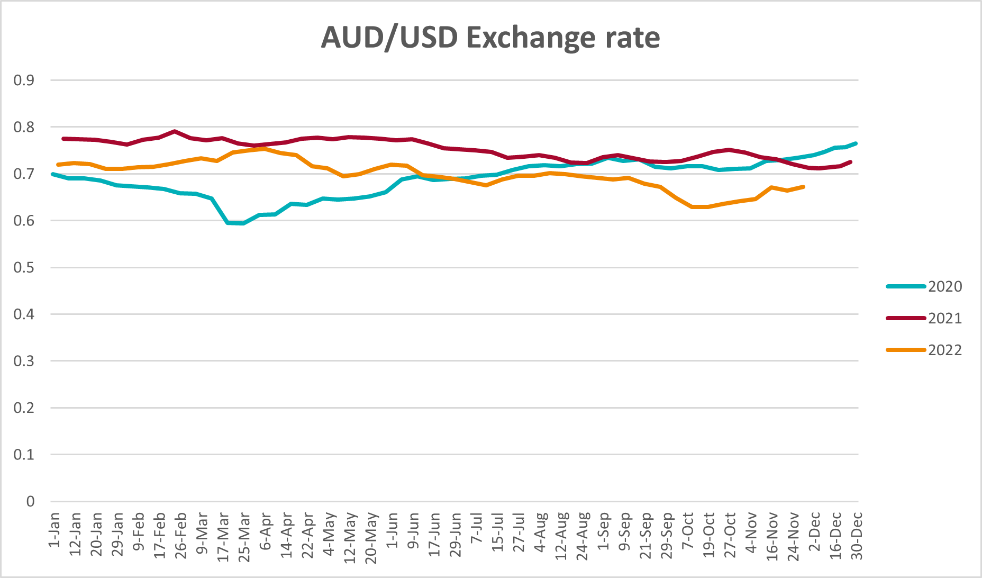 AUD/USD Exchange rate
0.9
0.8
0.7
0.6
0.5
0.4
0.3
0.2
0.1
0
2020
2021
2022
1-Jan
12-Jan
20-Jan
29-Jan
9-Feb
17-Feb
26-Feb
9-Mar
17-Mar
25-Mar
6-Apr
14-Apr
22-Apr
4-May
12-May
20-May
1-Jun
9-Jun
17-Jun
29-Jun
7-Jul
15-Jul
27-Jul
4-Aug
12-Aug
24-Aug
1-Sep
9-Sep
21-Sep
29-Sep
7-Oct
19-Oct
27-Oct
4-Nov
16-Nov
24-Nov
2-Dec
16-Dec
30-Dec